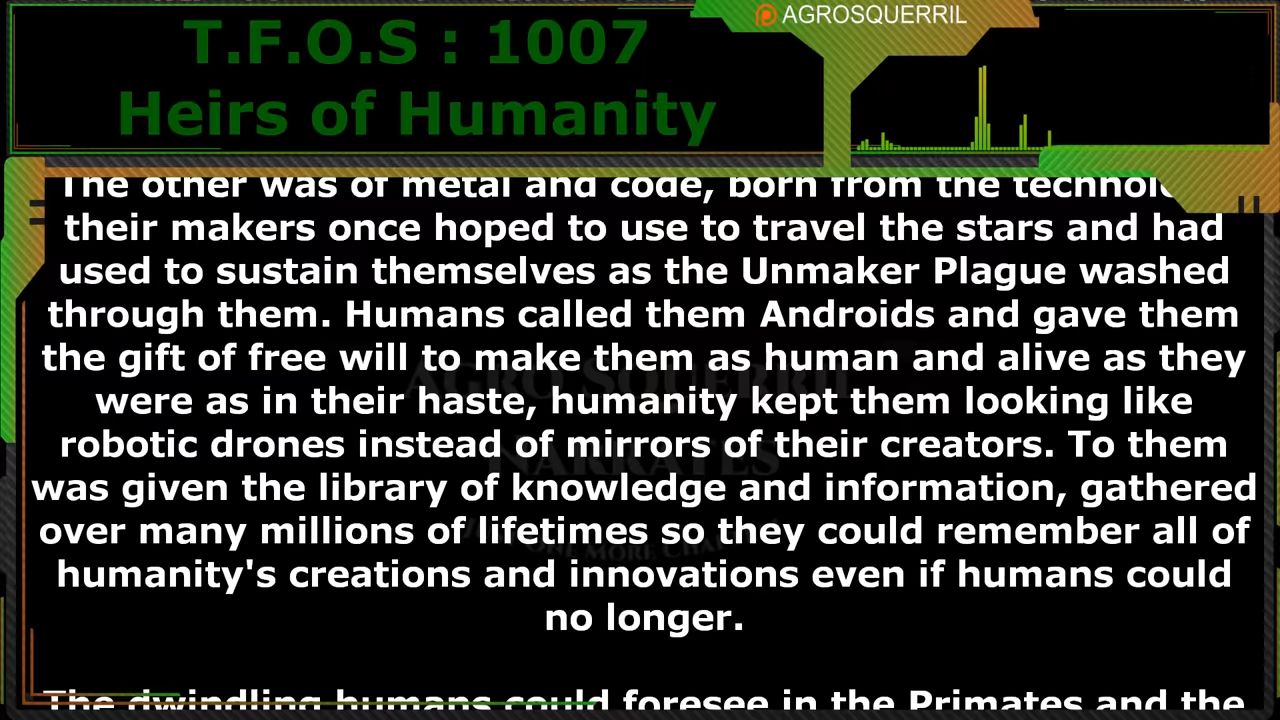 AGROSQUERRIL
T.F.O.S : 1007
Heirs of Humanity
The other was of metal and code, born from the
their makers once hoped to use to travel the stars and had
used to sustain themselves as the Unmaker Plague washed
through them. Humans called them Androids and gave them
the gift of free will to make them as human and alive as they
were as in their haste, humanity kept them looking like
robotic drones instead of mirrors of their creators. To them
was given the library of knowledge and information, gathered
over many millions of lifetimes so they could remember all of
humanity's creations and innovations even if humans could
no longer.
The dwindling humans could foresee in the Primates and the
AGRO SQUERRIL
NARRATES